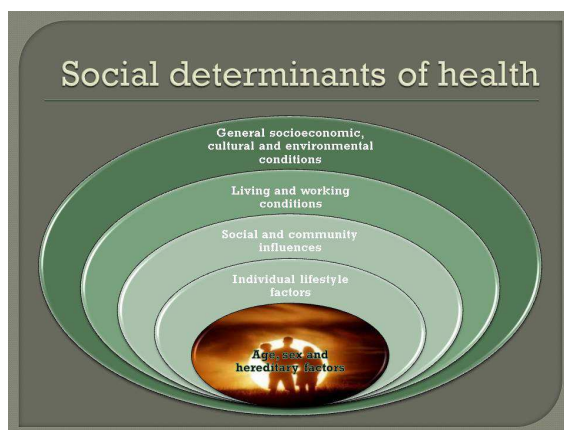 Social determinants of health
General socioeconomic,
cultural and environmental
conditions
Living and working
conditions
Social and community
influences
Individual lifestyle
factors
Age, sex and
hereditary factors